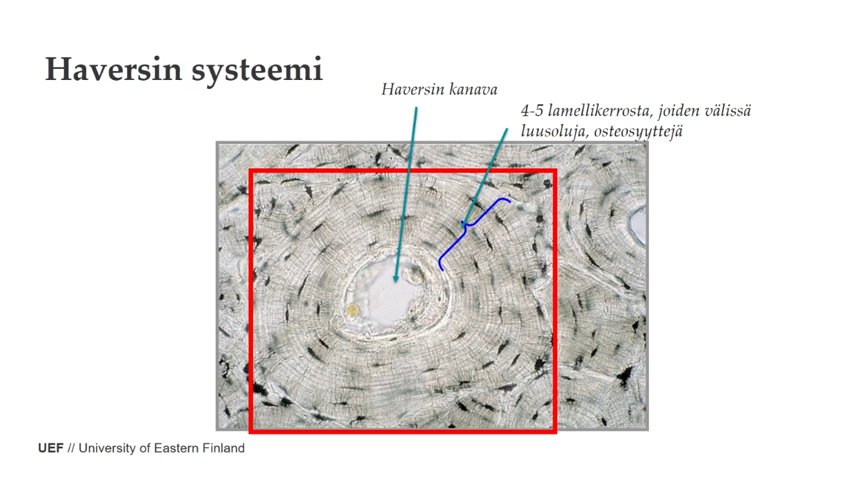 Haversin systeemi
Haversin kanava
4-5 lamellikerrosta, joiden välissä
luusoluja, osteosyyttejä
UEF // University of Eastern Finland